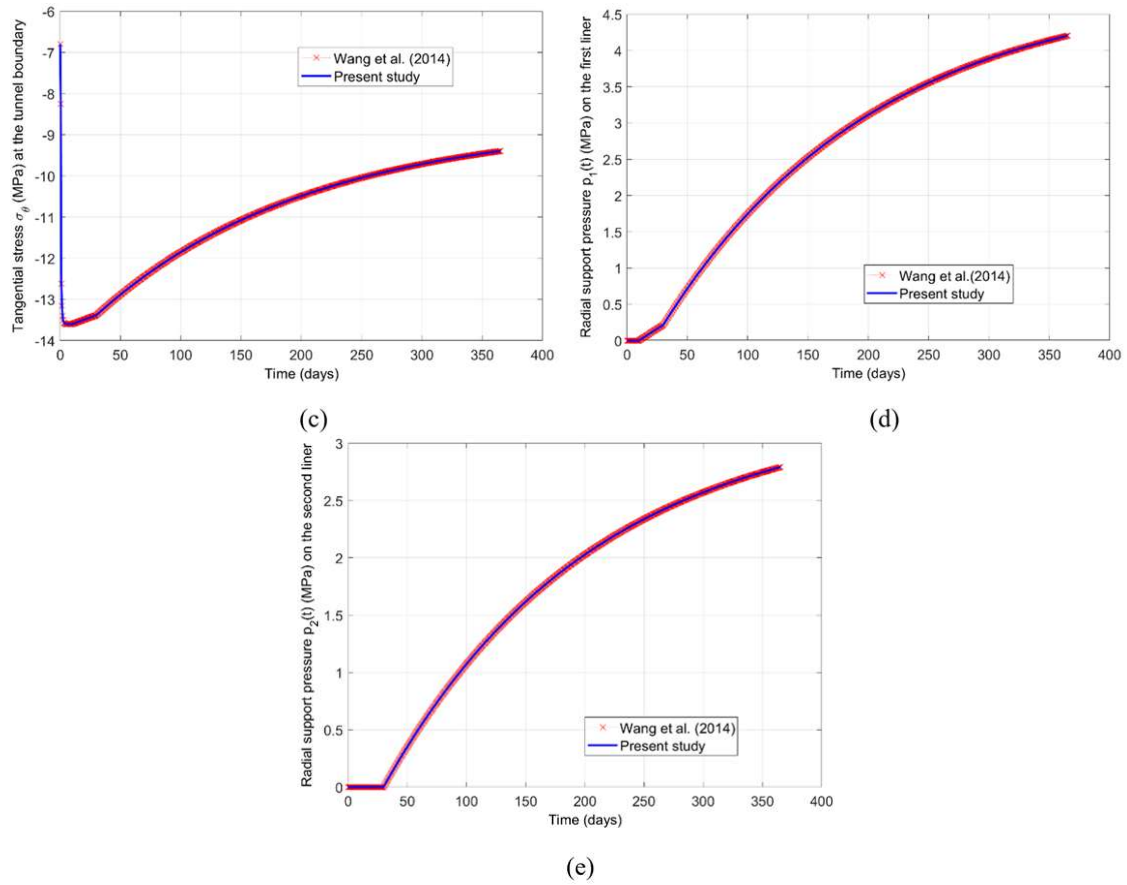 -6
-7
-8
-9
-10
-11
-12
-13
-14
Tangential stress σθ (MPa) at the tunnel boundary
Wang et al. (2014)
Present study
0 50 100 150 200 250 300 350 400
Time (days)
(c)
4.5
4
3.5
3
2.5
2
1.5
1
0.5
0
Radial support pressure p1(t) (MPa) on the first liner
Wang et al.(2014)
Present study
0 50 100 150 200 250 300 350 400
Time (days)
(d)
3
2.5
2
1.5
1
0.5
0
Radial support pressure p2(t) (MPa) on the second liner
Wang et al. (2014)
Present study
0 50 100 150 200 250 300 350 400
Time (days)
(e)